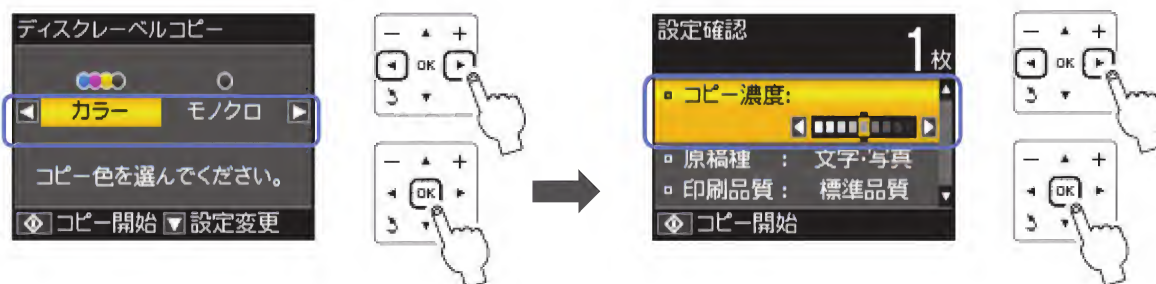 ディスクレーベルコピー
◀ カラー モノクロ ▶
コピー色を選んでください。
コピー開始 ▼ 設定変更
− ▲ +
◀ OK ▶
▼
− ▲ +
◀ OK ▶
▼
設定確認
1枚
コピー濃度:
原稿種 : 文字・写真
印刷品質 : 標準品質
コピー開始
− ▲ +
◀ OK ▶
▼
− ▲ +
◀ OK ▶
▼